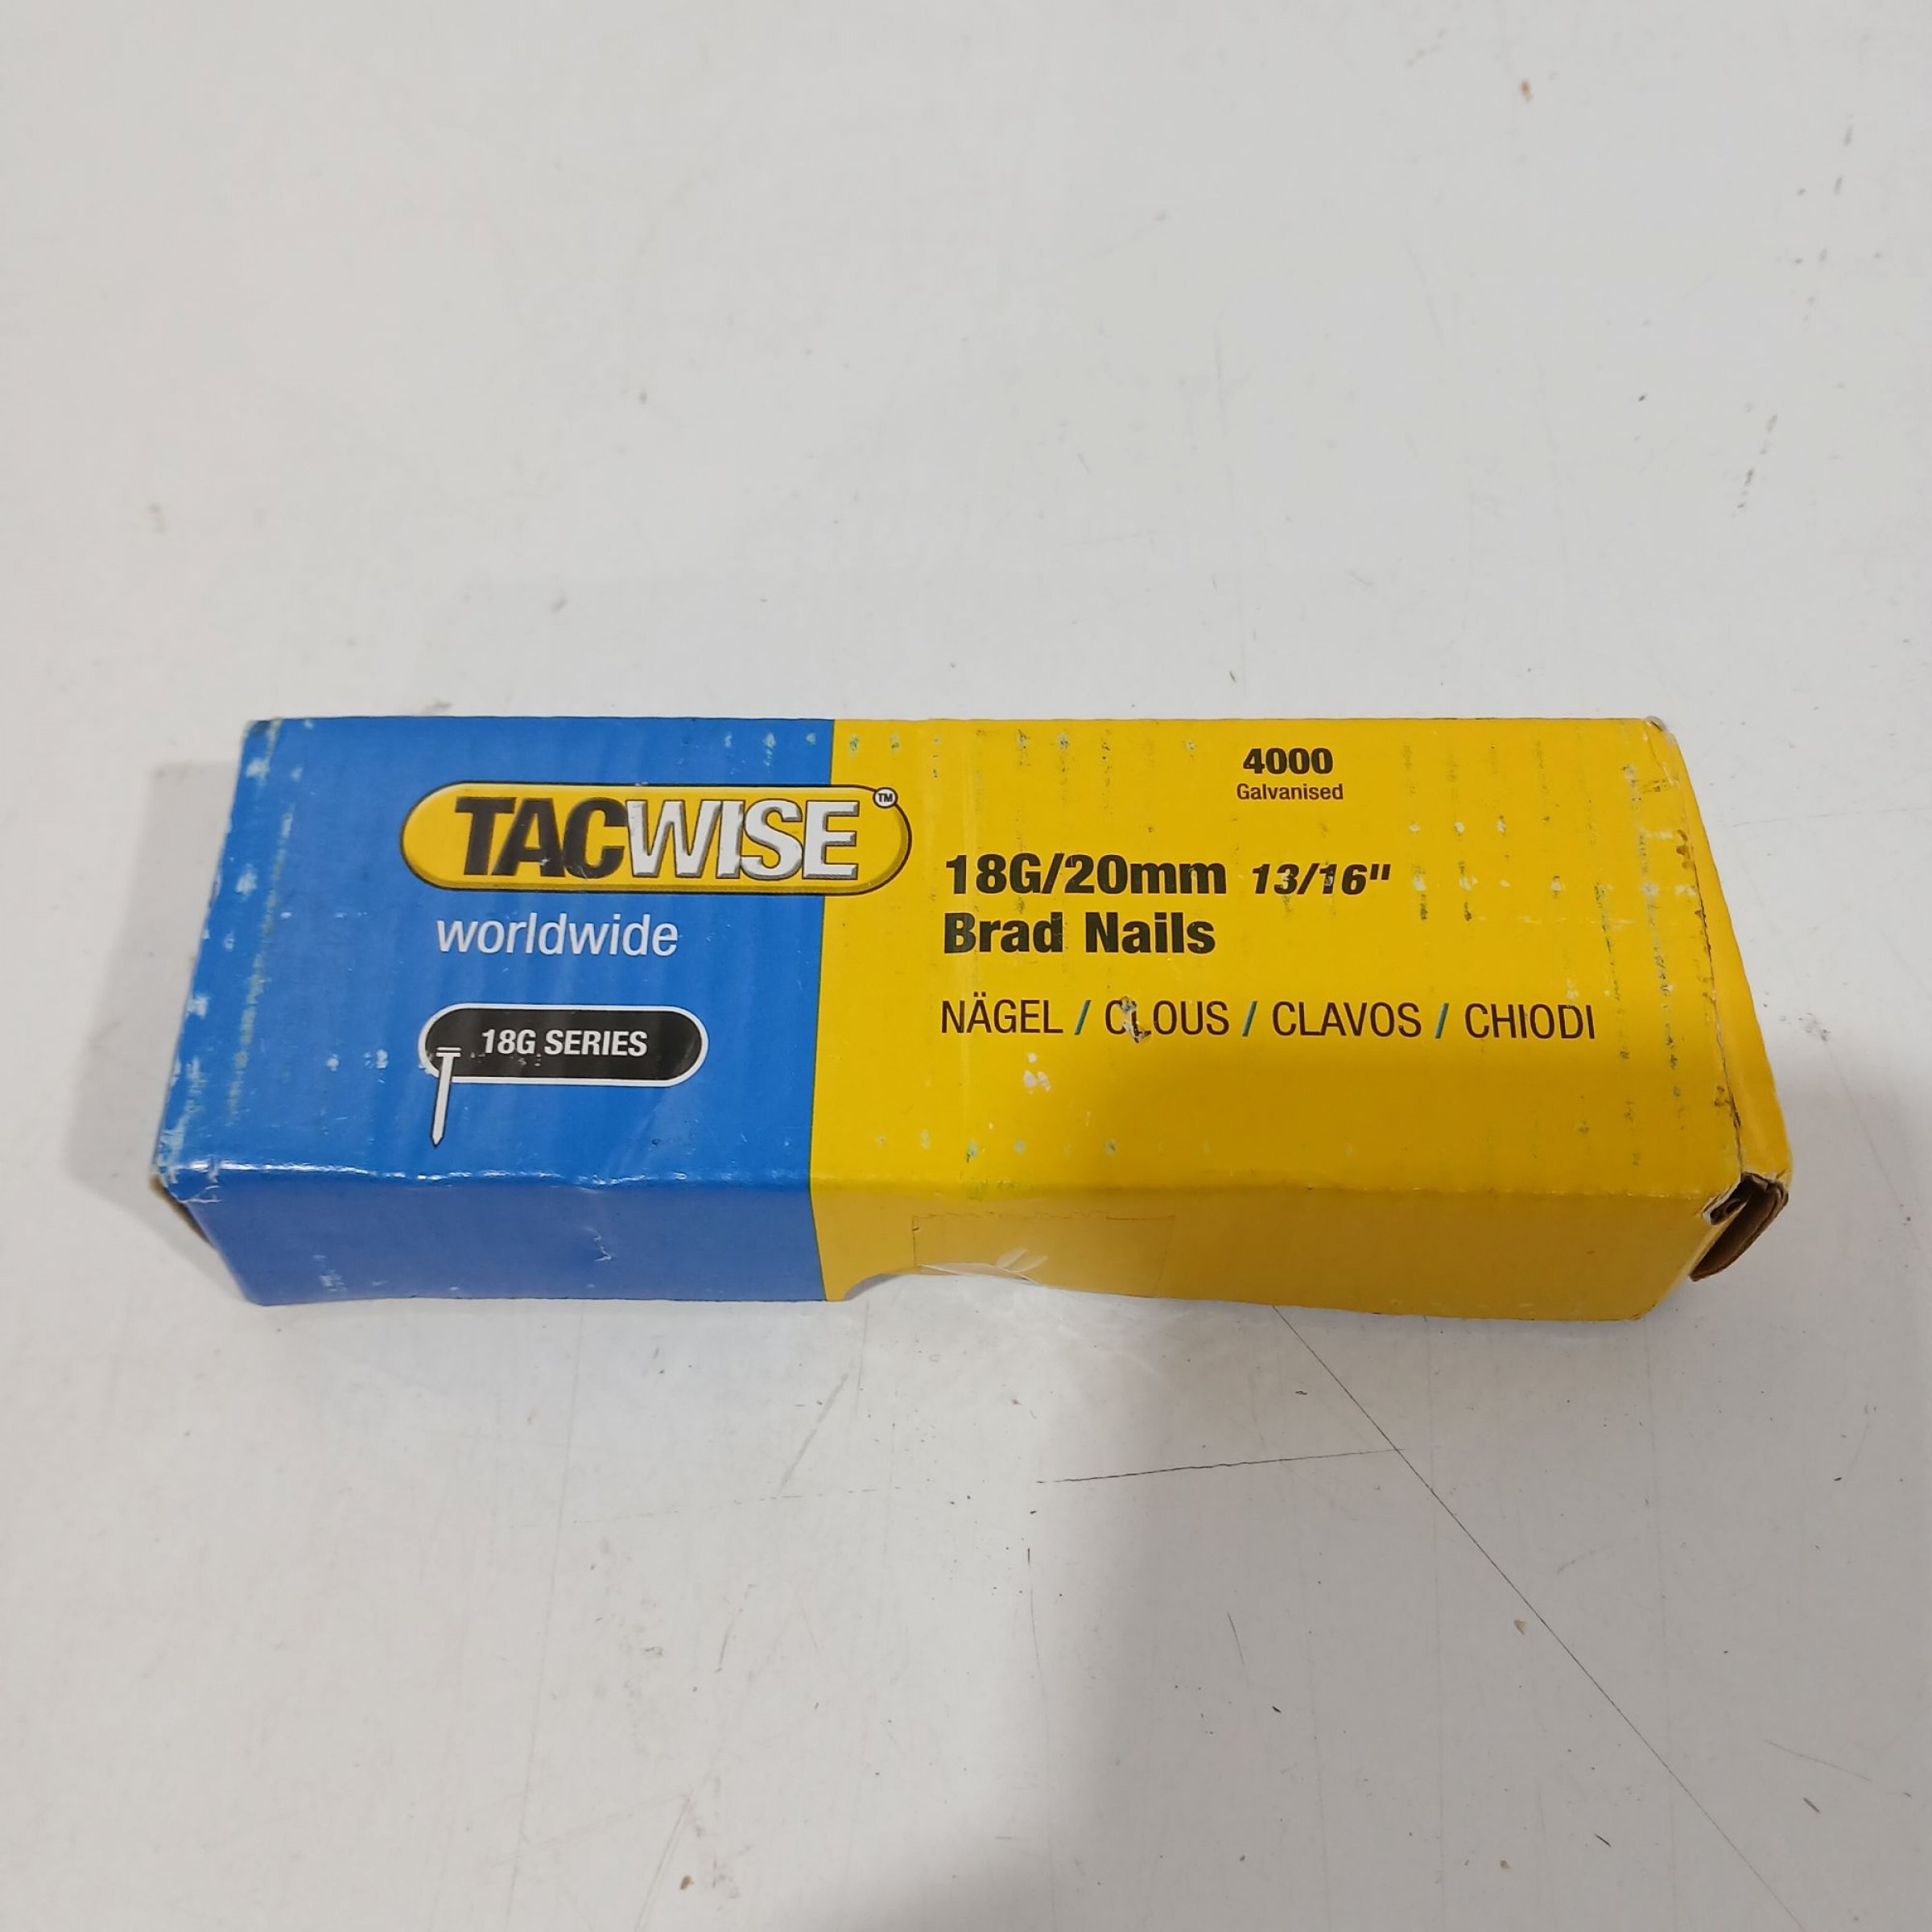 TACWISE™
worldwide
18G SERIES
4000
Galvanised
18G/20mm 13/16"
Brad Nails
NÄGEL / CLOUS / CLAVOS / CHIODI